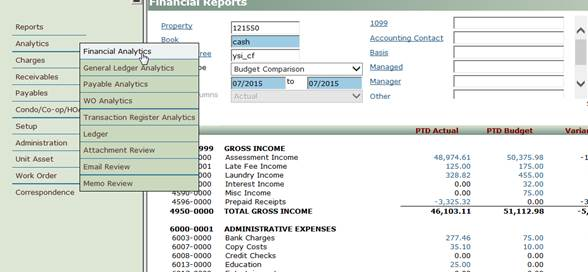 Financial Reports
Reports
Analytics
Charges
Receivables
Payables
Condo/Co-op/HO
Setup
Administration
Unit Asset
Work Order
Correspondence
Financial Analytics
General Ledger Analytics
Payable Analytics
WO Analytics
Transaction Register Analytics
Ledger
Attachment Review
Email Review
Memo Review
Property 121550
Book cash
ree ysi_cf
pe Budget Comparison
07/2015 to 07/2015
umns Actual
1099
Accounting Contact
Basis
Managed
Manager
Other
PTD Actual PTD Budget Varia
999 GROSS INCOME
0000 Assessment Income 48,974.61 50,375.98 -1
0001 Late Fee Income 125.00 175.00
0000 Laundry Income 328.82 455.00
0000 Interest Income 0.00 32.00
4590-0000 Misc Income 0.00 75.00
4596-0000 Prepaid Receipts -3,325.32 0.00 -3
4950-0000 TOTAL GROSS INCOME 46,103.11 51,112.98 -5,
6000-0001 ADMINISTRATIVE EXPENSES
6003-0000 Bank Charges 277.46 75.00
6007-0000 Copy Costs 35.10 10.00
6008-0000 Credit Checks 0.00 0.00
6013-0000 Education 25.00 0.00